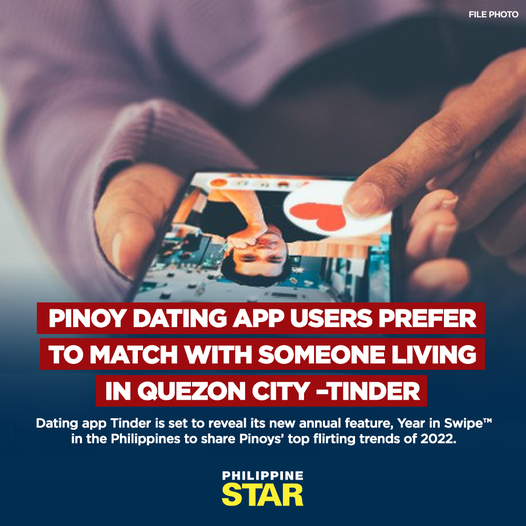 FILE PHOTO
PINOY DATING APP USERS PREFER
TO MATCH WITH SOMEONE LIVING
IN QUEZON CITY –TINDER
Dating app Tinder is set to reveal its new annual feature, Year in Swipe™
in the Philippines to share Pinoys' top flirting trends of 2022.
PHILIPPINE
STAR